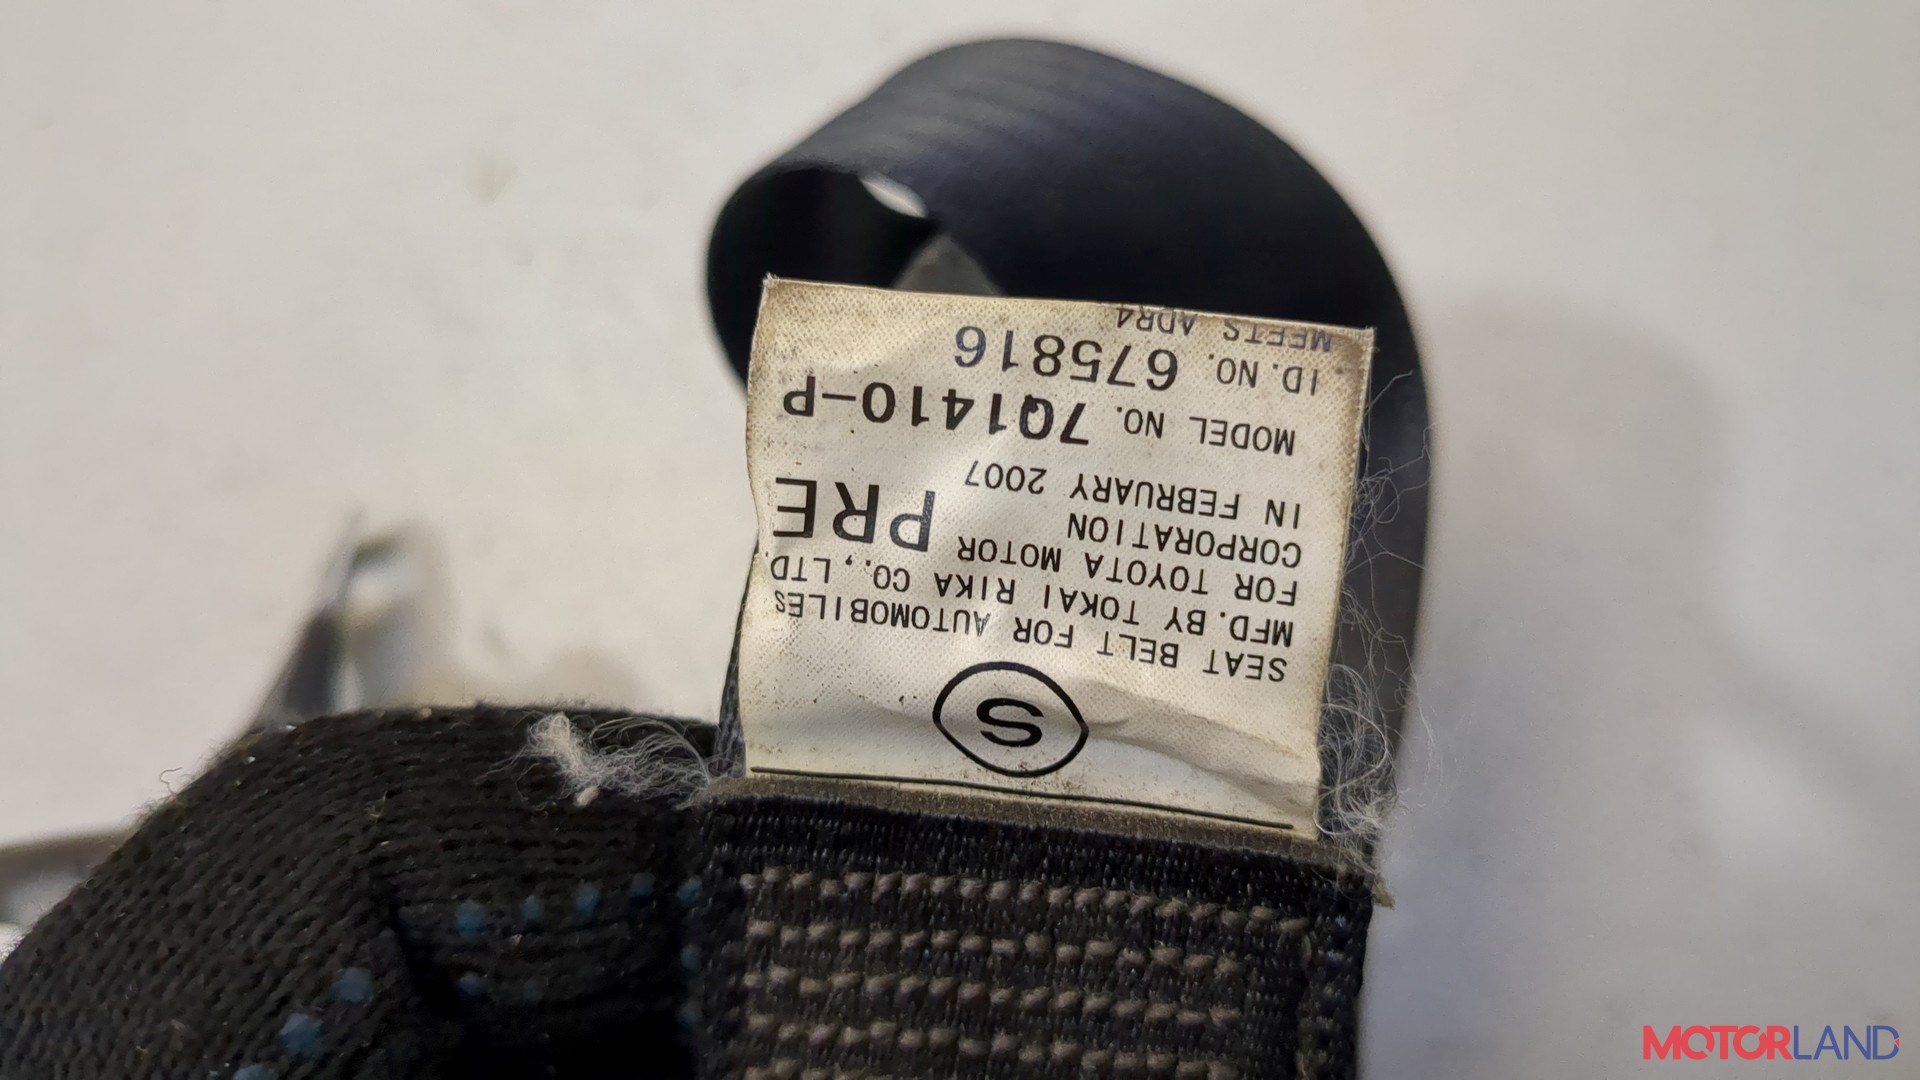 S
SEAT BELT FOR AUTOMOBILES
MFD. BY TOKAI RIKA CO., LTD.
FOR TOYOTA MOTOR
CORPORATION PRE
IN FEBRUARY 2007
MODEL NO. 7Q1410-P
ID. NO. 675816
MEETS ADR4
MOTORLAND